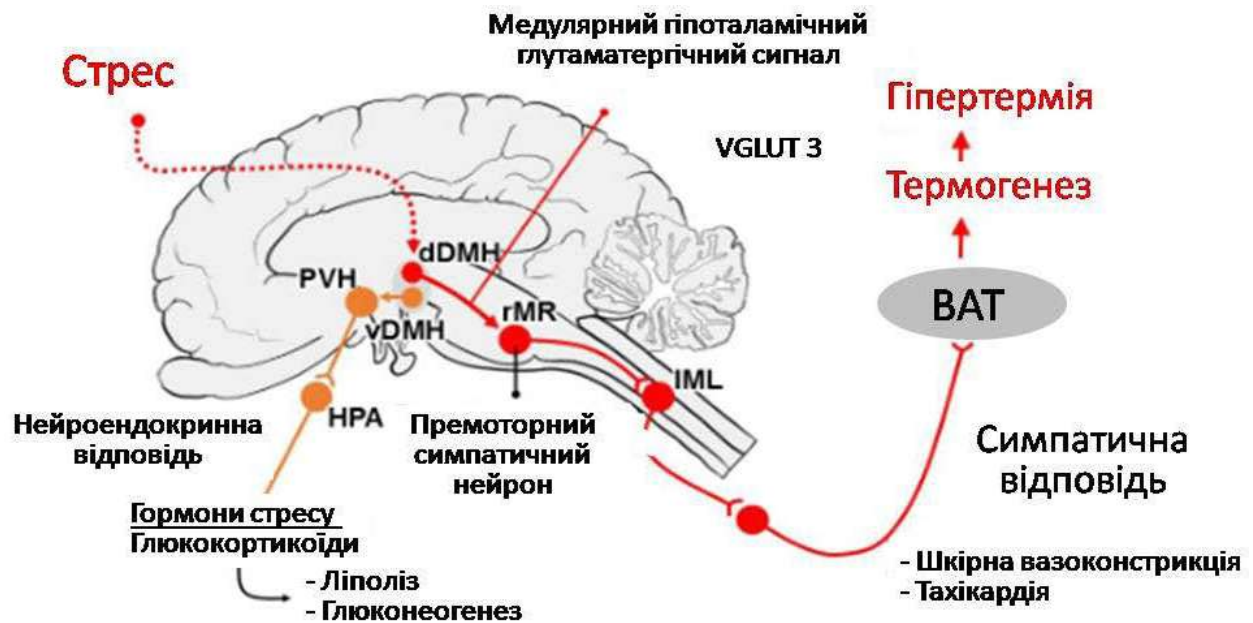 Медулярний гіпоталамічний
глутаматергічний сигнал
Стрес
Гіпертермія
VGLUT 3
Термогенез
dDMH
PVH
BAT
rMR
vDMH
IML
HPA
Нейроендокринна
відповідь
Премоторний
симпатичний
нейрон
Симпатична
відповідь
Гормони стресу
Глюкокортикоїди
- Ліполіз
- Глюконеогенез
- Шкірна вазоконстрикція
- Тахікардія